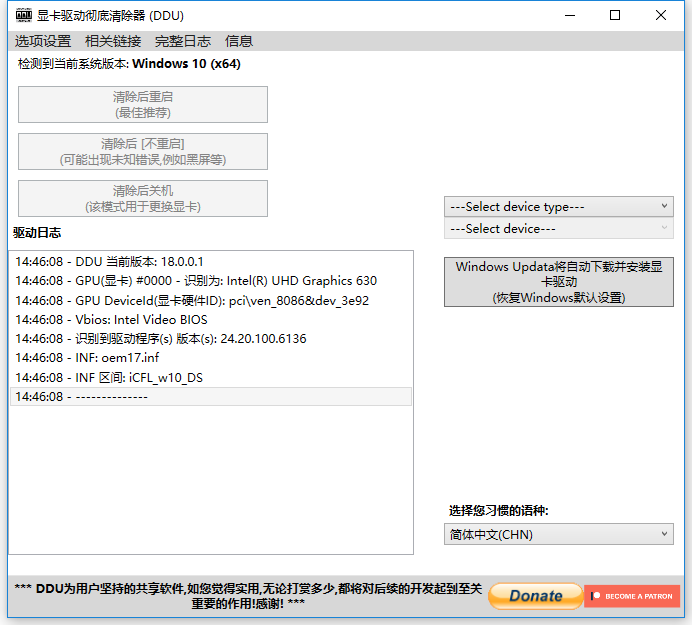 显卡驱动彻底清除器 (DDU)
选项设置 相关链接 完整日志 信息
检测到当前系统版本: Windows 10 (x64)
清除后重启
(最佳推荐)
清除后 [不重启]
(可能出现未知错误,例如黑屏等)
清除后关机
(该模式用于更换显卡)
---Select device type---
---Select device---
Windows Updata将自动下载并安装显
卡驱动
(恢复Windows默认设置)
驱动日志
14:46:08 - DDU 当前版本: 18.0.0.1
14:46:08 - GPU(显卡) #0000 - 识别为: Intel(R) UHD Graphics 630
14:46:08 - GPU DeviceId(显卡硬件ID): pci\ven_8086&dev_3e92
14:46:08 - Vbios: Intel Video BIOS
14:46:08 - 识别到驱动程序(s) 版本(s): 24.20.100.6136
14:46:08 - INF: oem17.inf
14:46:08 - INF 区间: iCFL_w10_DS
14:46:08 - --------------
选择您习惯的语种:
简体中文(CHN)
*** DDU为用户坚持的共享软件,如您觉得实用,无论打赏多少,都将对后续的开发起到至关
重要的作用!感谢! ***
Donate
BECOME A PATRON